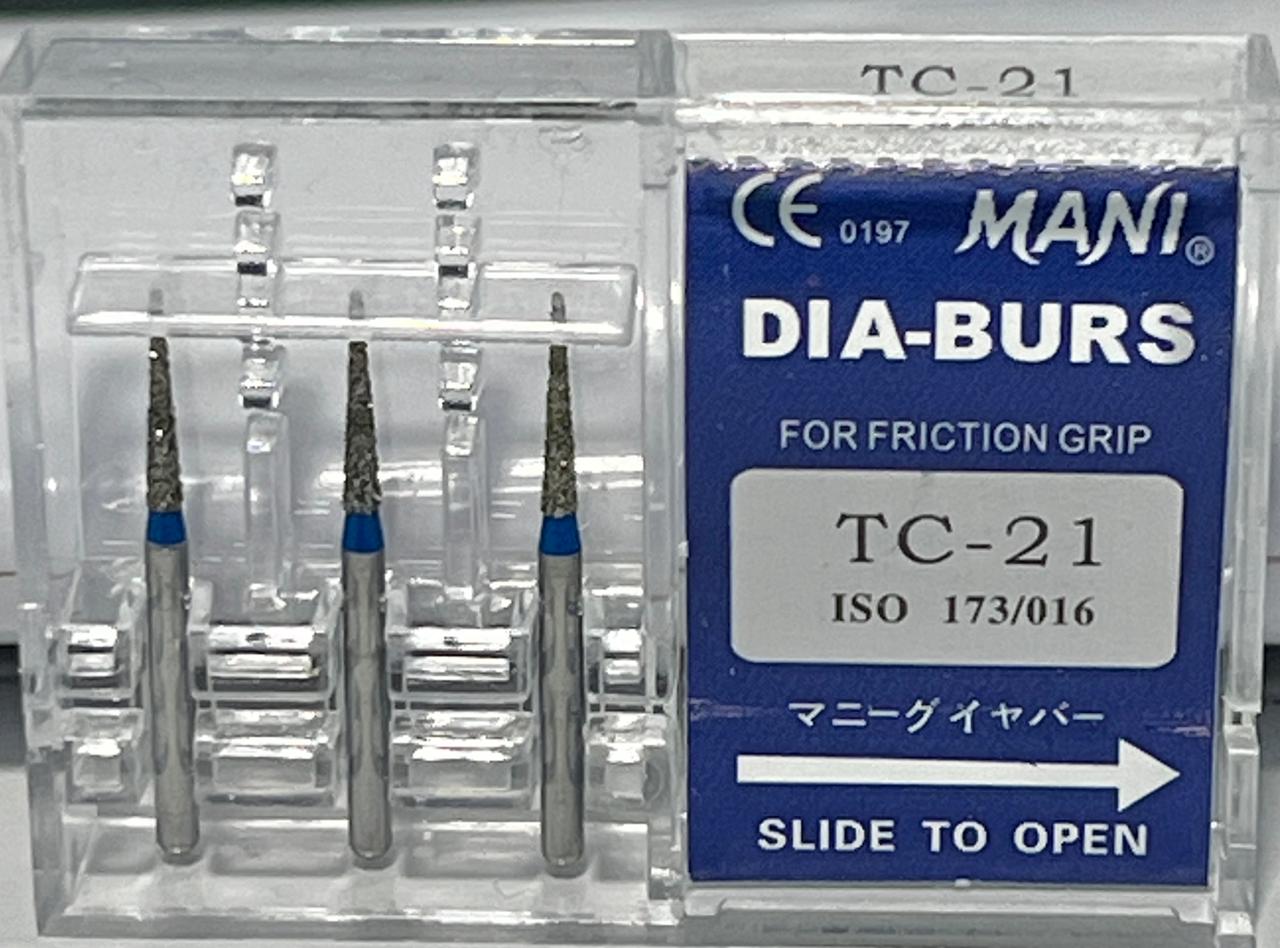 TC-21
CE 0197 MANI®
DIA-BURS
FOR FRICTION GRIP
TC-21
ISO 173/016
マニーグイヤバー
SLIDE TO OPEN